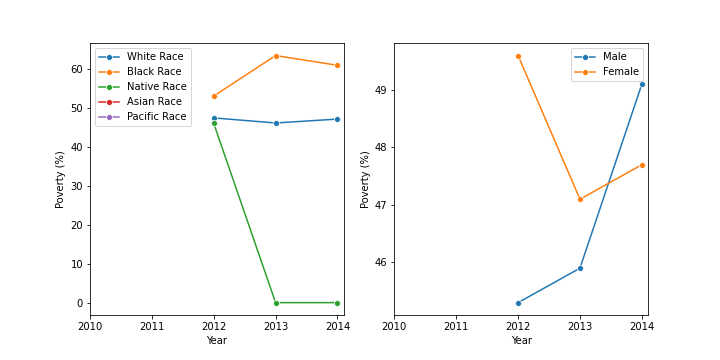 White Race
Black Race
Native Race
Asian Race
Pacific Race
60
50
40
30
20
10
0
Poverty (%)
2010 2011 2012 2013 2014
Year
Male
Female
49
48
47
46
Poverty (%)
2010 2011 2012 2013 2014
Year